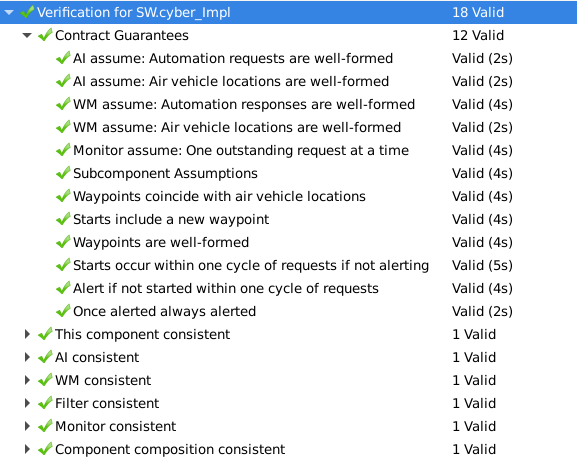 Verification for SW.cyber_Impl 18 Valid
Contract Guarantees 12 Valid
AI assume: Automation requests are well-formed Valid (2s)
AI assume: Air vehicle locations are well-formed Valid (2s)
WM assume: Automation responses are well-formed Valid (4s)
WM assume: Air vehicle locations are well-formed Valid (2s)
Monitor assume: One outstanding request at a time Valid (4s)
Subcomponent Assumptions Valid (4s)
Waypoints coincide with air vehicle locations Valid (4s)
Starts include a new waypoint Valid (4s)
Waypoints are well-formed Valid (4s)
Starts occur within one cycle of requests if not alerting Valid (5s)
Alert if not started within one cycle of requests Valid (4s)
Once alerted always alerted Valid (2s)
This component consistent 1 Valid
AI consistent 1 Valid
WM consistent 1 Valid
Filter consistent 1 Valid
Monitor consistent 1 Valid
Component composition consistent 1 Valid